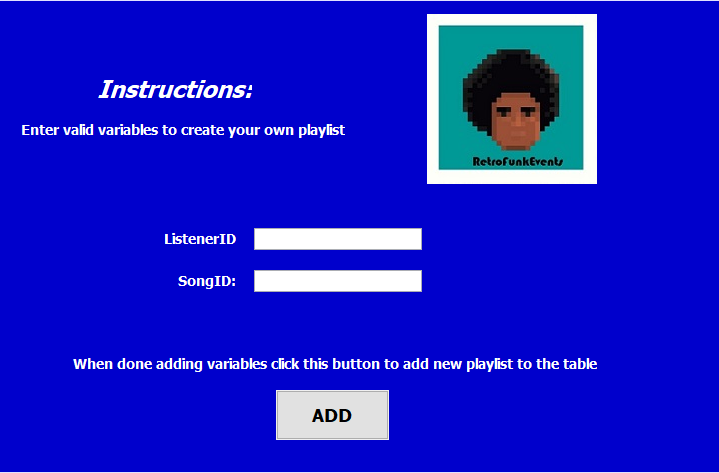 Instructions:
Enter valid variables to create your own playlist
RetroFunkEvents
ListenerID
SongID:
When done adding variables click this button to add new playlist to the table
ADD